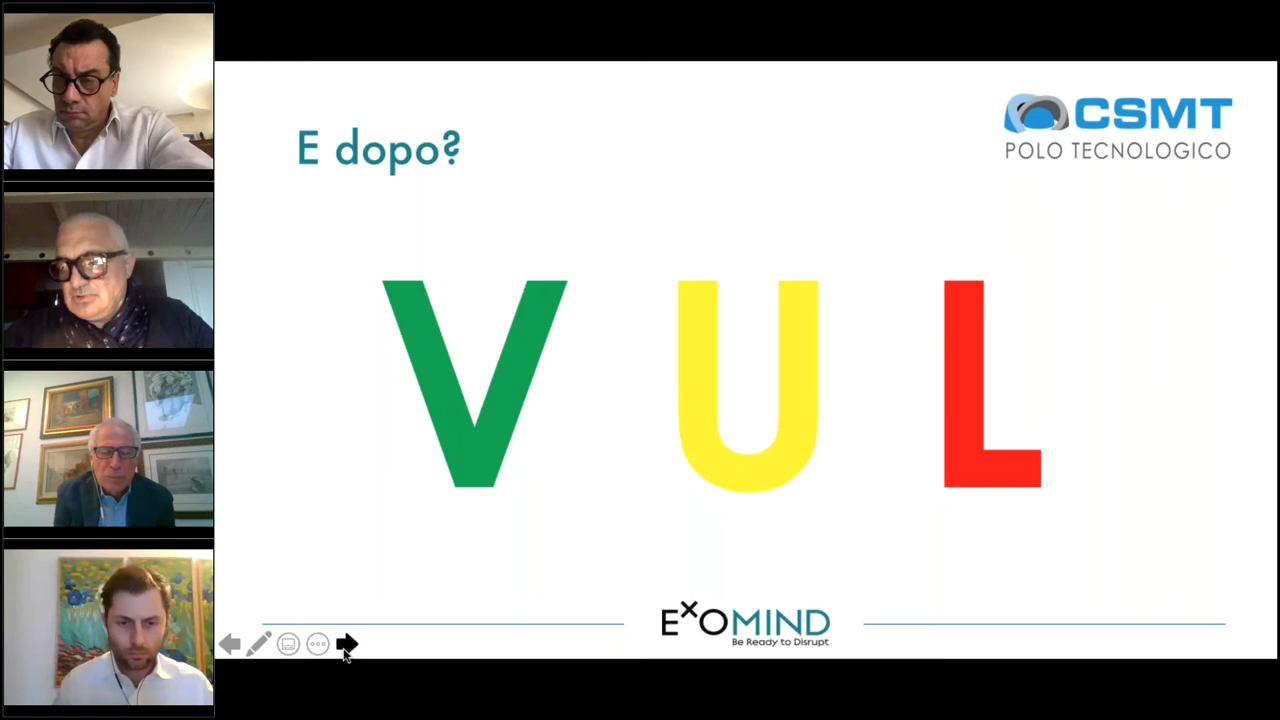 E dopo?
CSMT
POLO TECNOLOGICO
V U L
EXOMIND
Be Ready to Disrupt